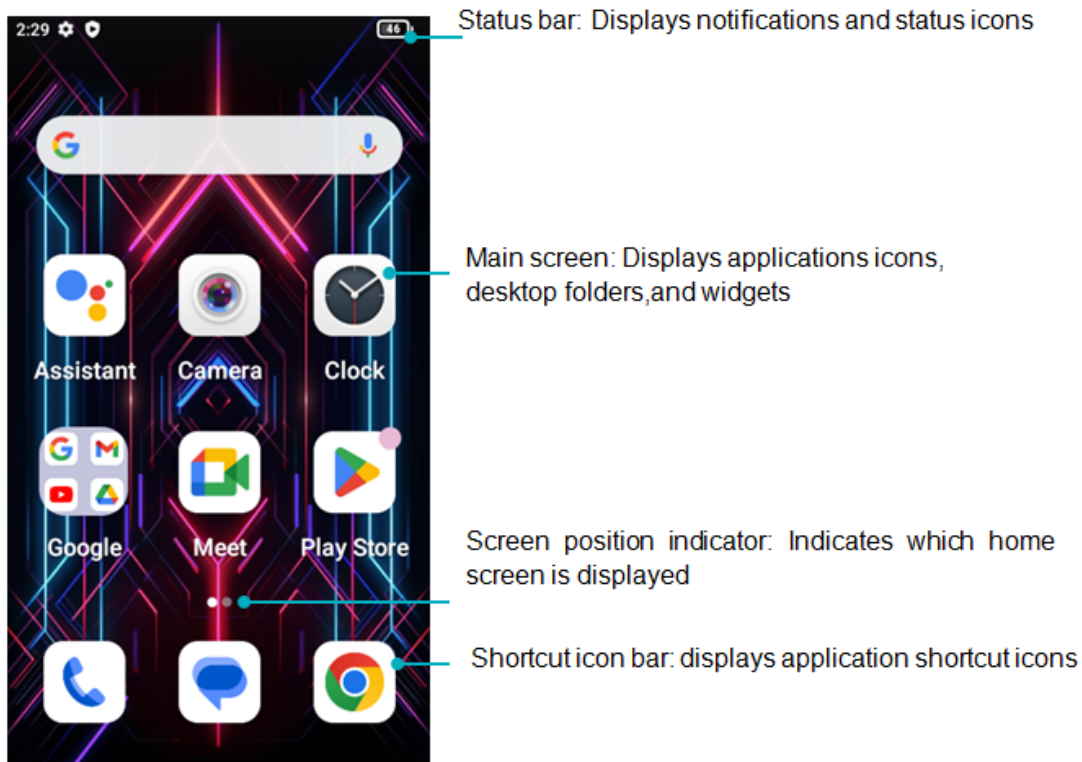 2:29
46
Status bar: Displays notifications and status icons
Main screen: Displays applications icons,
desktop folders,and widgets
Assistant
Camera
Clock
Google
Meet
Play Store
Screen position indicator: Indicates which home
screen is displayed
Shortcut icon bar: displays application shortcut icons